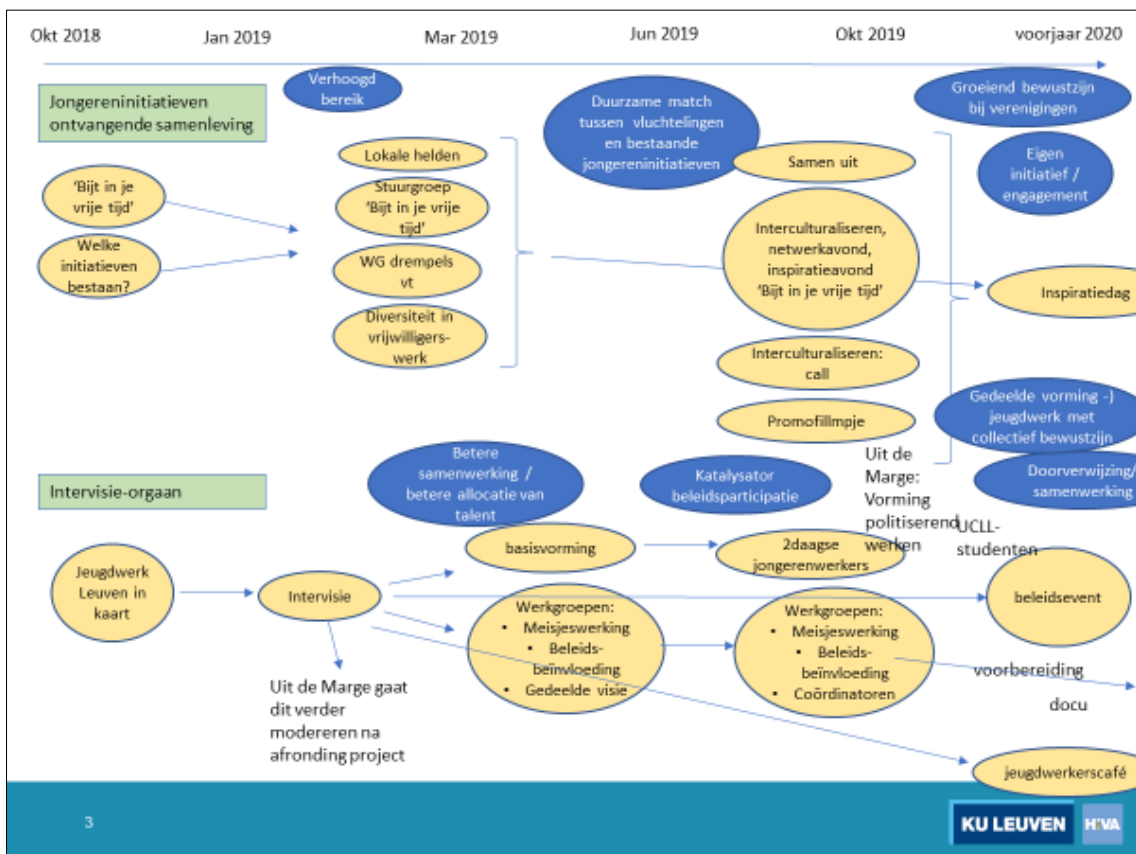 Okt 2018
Jan 2019
Mar 2019
Jun 2019
Okt 2019
voorjaar 2020
Jongereninitiatieven
ontvangende samenleving
Verhoogd
bereik
Duurzame match
tussen vluchtelingen
en bestaande
jongereninitiatieven
Groeiend bewustzijn
bij verenigingen
Eigen
initiatief /
engagement
'Bijt in je
vrije tijd'
Welke
initiatieven
bestaan?
Lokale helden
Stuurgroep
'Bijt in je vrije
tijd'
WG drempels
vt
Diversiteit in
vrijwilligers-
werk
Samen uit
Interculturaliseren,
netwerkavond,
inspiratieavond
'Bijt in je vrije tijd'
Interculturaliseren:
call
Promofillmpje
Inspiratiedag
Gedeelde vorming -)
jeugdwerk met
collectief bewustzijn
Doorverwijzing/
samenwerking
Intervisie-orgaan
Betere
samenwerking /
betere allocatie van
talent
Katalysator
beleidsparticipatie
Uit de
Marge:
Vorming
politiserend
werken
UCLL-
studenten
Jeugdwerk
Leuven in
kaart
Intervisie
basisvorming
2daagse
jongerenwerkers
Werkgroepen:
▪ Meisjeswerking
▪ Beleids-
beïnvloeding
▪ Gedeelde visie
Werkgroepen:
▪ Meisjeswerking
▪ Beleids-
beïnvloeding
▪ Coördinatoren
beleidsevent
voorbereiding
docu
Uit de Marge gaat
dit verder
modereren na
afronding project
jeugdwerkerscafé
3
KU LEUVEN
HIVA